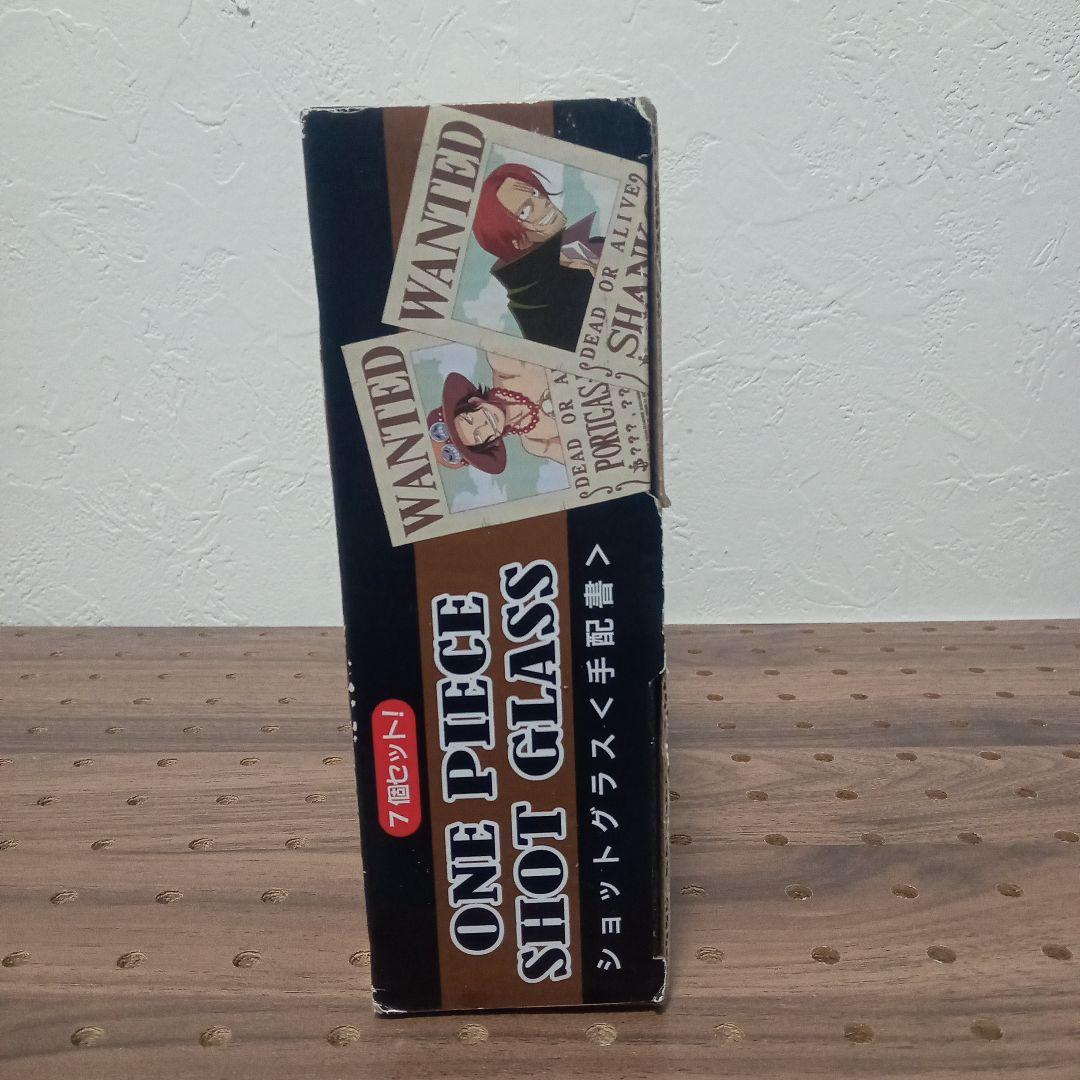 7個セット!
ONE PIECE
SHOT GLASS
ショットグラス<手配書>
WANTED
DEAD OR A
PORTGAS
$???.??
WANTED
DEAD OR ALIVE
SHANK